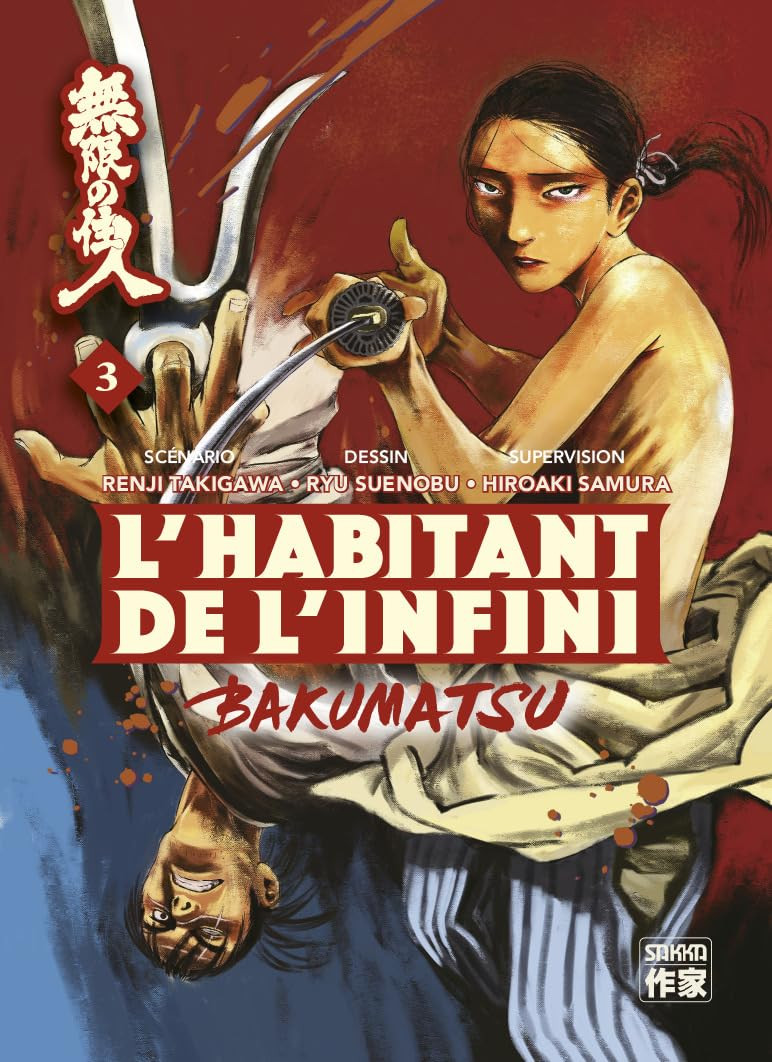 無限の住人
3
SCÉNARIO DESSIN SUPERVISION
RENJI TAKIGAWA • RYU SUENOBU • HIROAKI SAMURA
L'HABITANT
DE L'INFINI
BAKUMATSU
SAKKA
作家